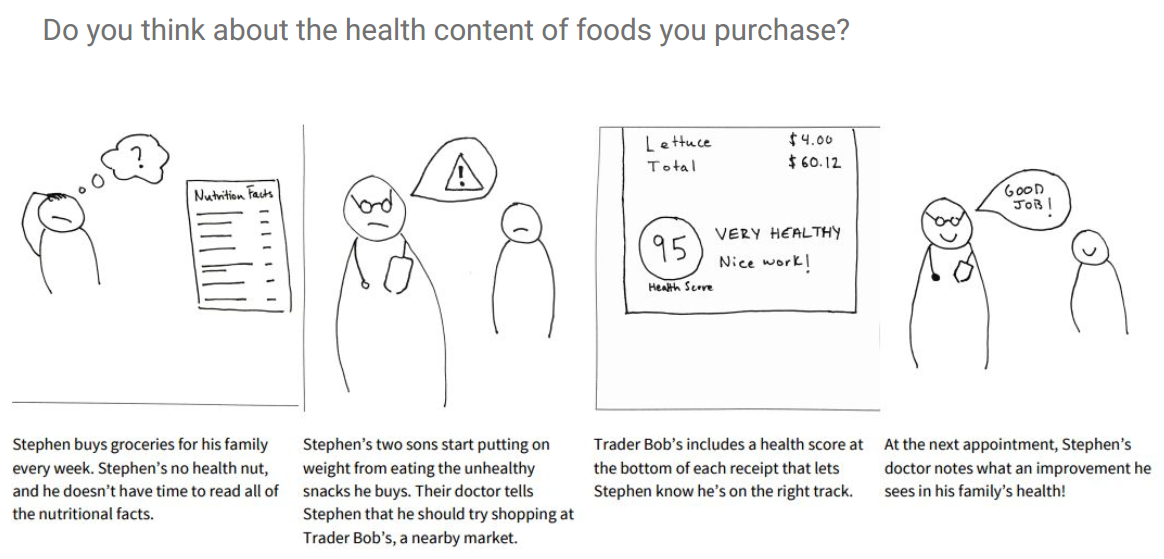 Do you think about the health content of foods you purchase?
?
Nutrition Facts
!
Lettuce $4.00
Total $60.12
95
VERY HEALTHY
Nice work!
Health Score
GOOD
JOB!
Stephen buys groceries for his family
every week. Stephen's no health nut,
and he doesn't have time to read all of
the nutritional facts.
Stephen's two sons start putting on
weight from eating the unhealthy
snacks he buys. Their doctor tells
Stephen that he should try shopping at
Trader Bob's, a nearby market.
Trader Bob's includes a health score at
the bottom of each receipt that lets
Stephen know he's on the right track.
At the next appointment, Stephen's
doctor notes what an improvement he
sees in his family's health!